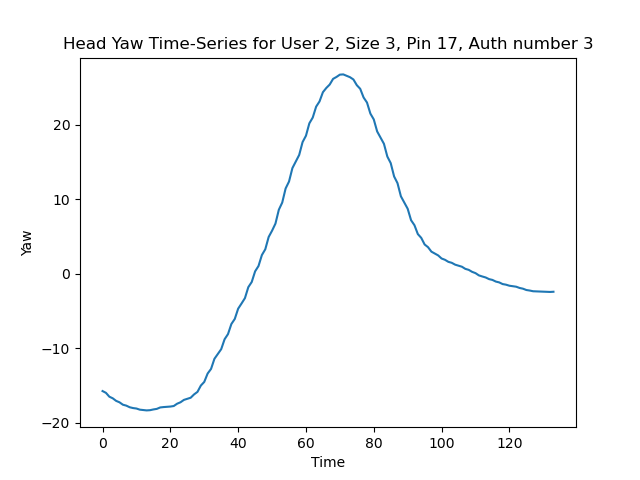 Head Yaw Time-Series for User 2, Size 3, Pin 17, Auth number 3
20
10
0
−10
−20
Yaw
0 20 40 60 80 100 120
Time